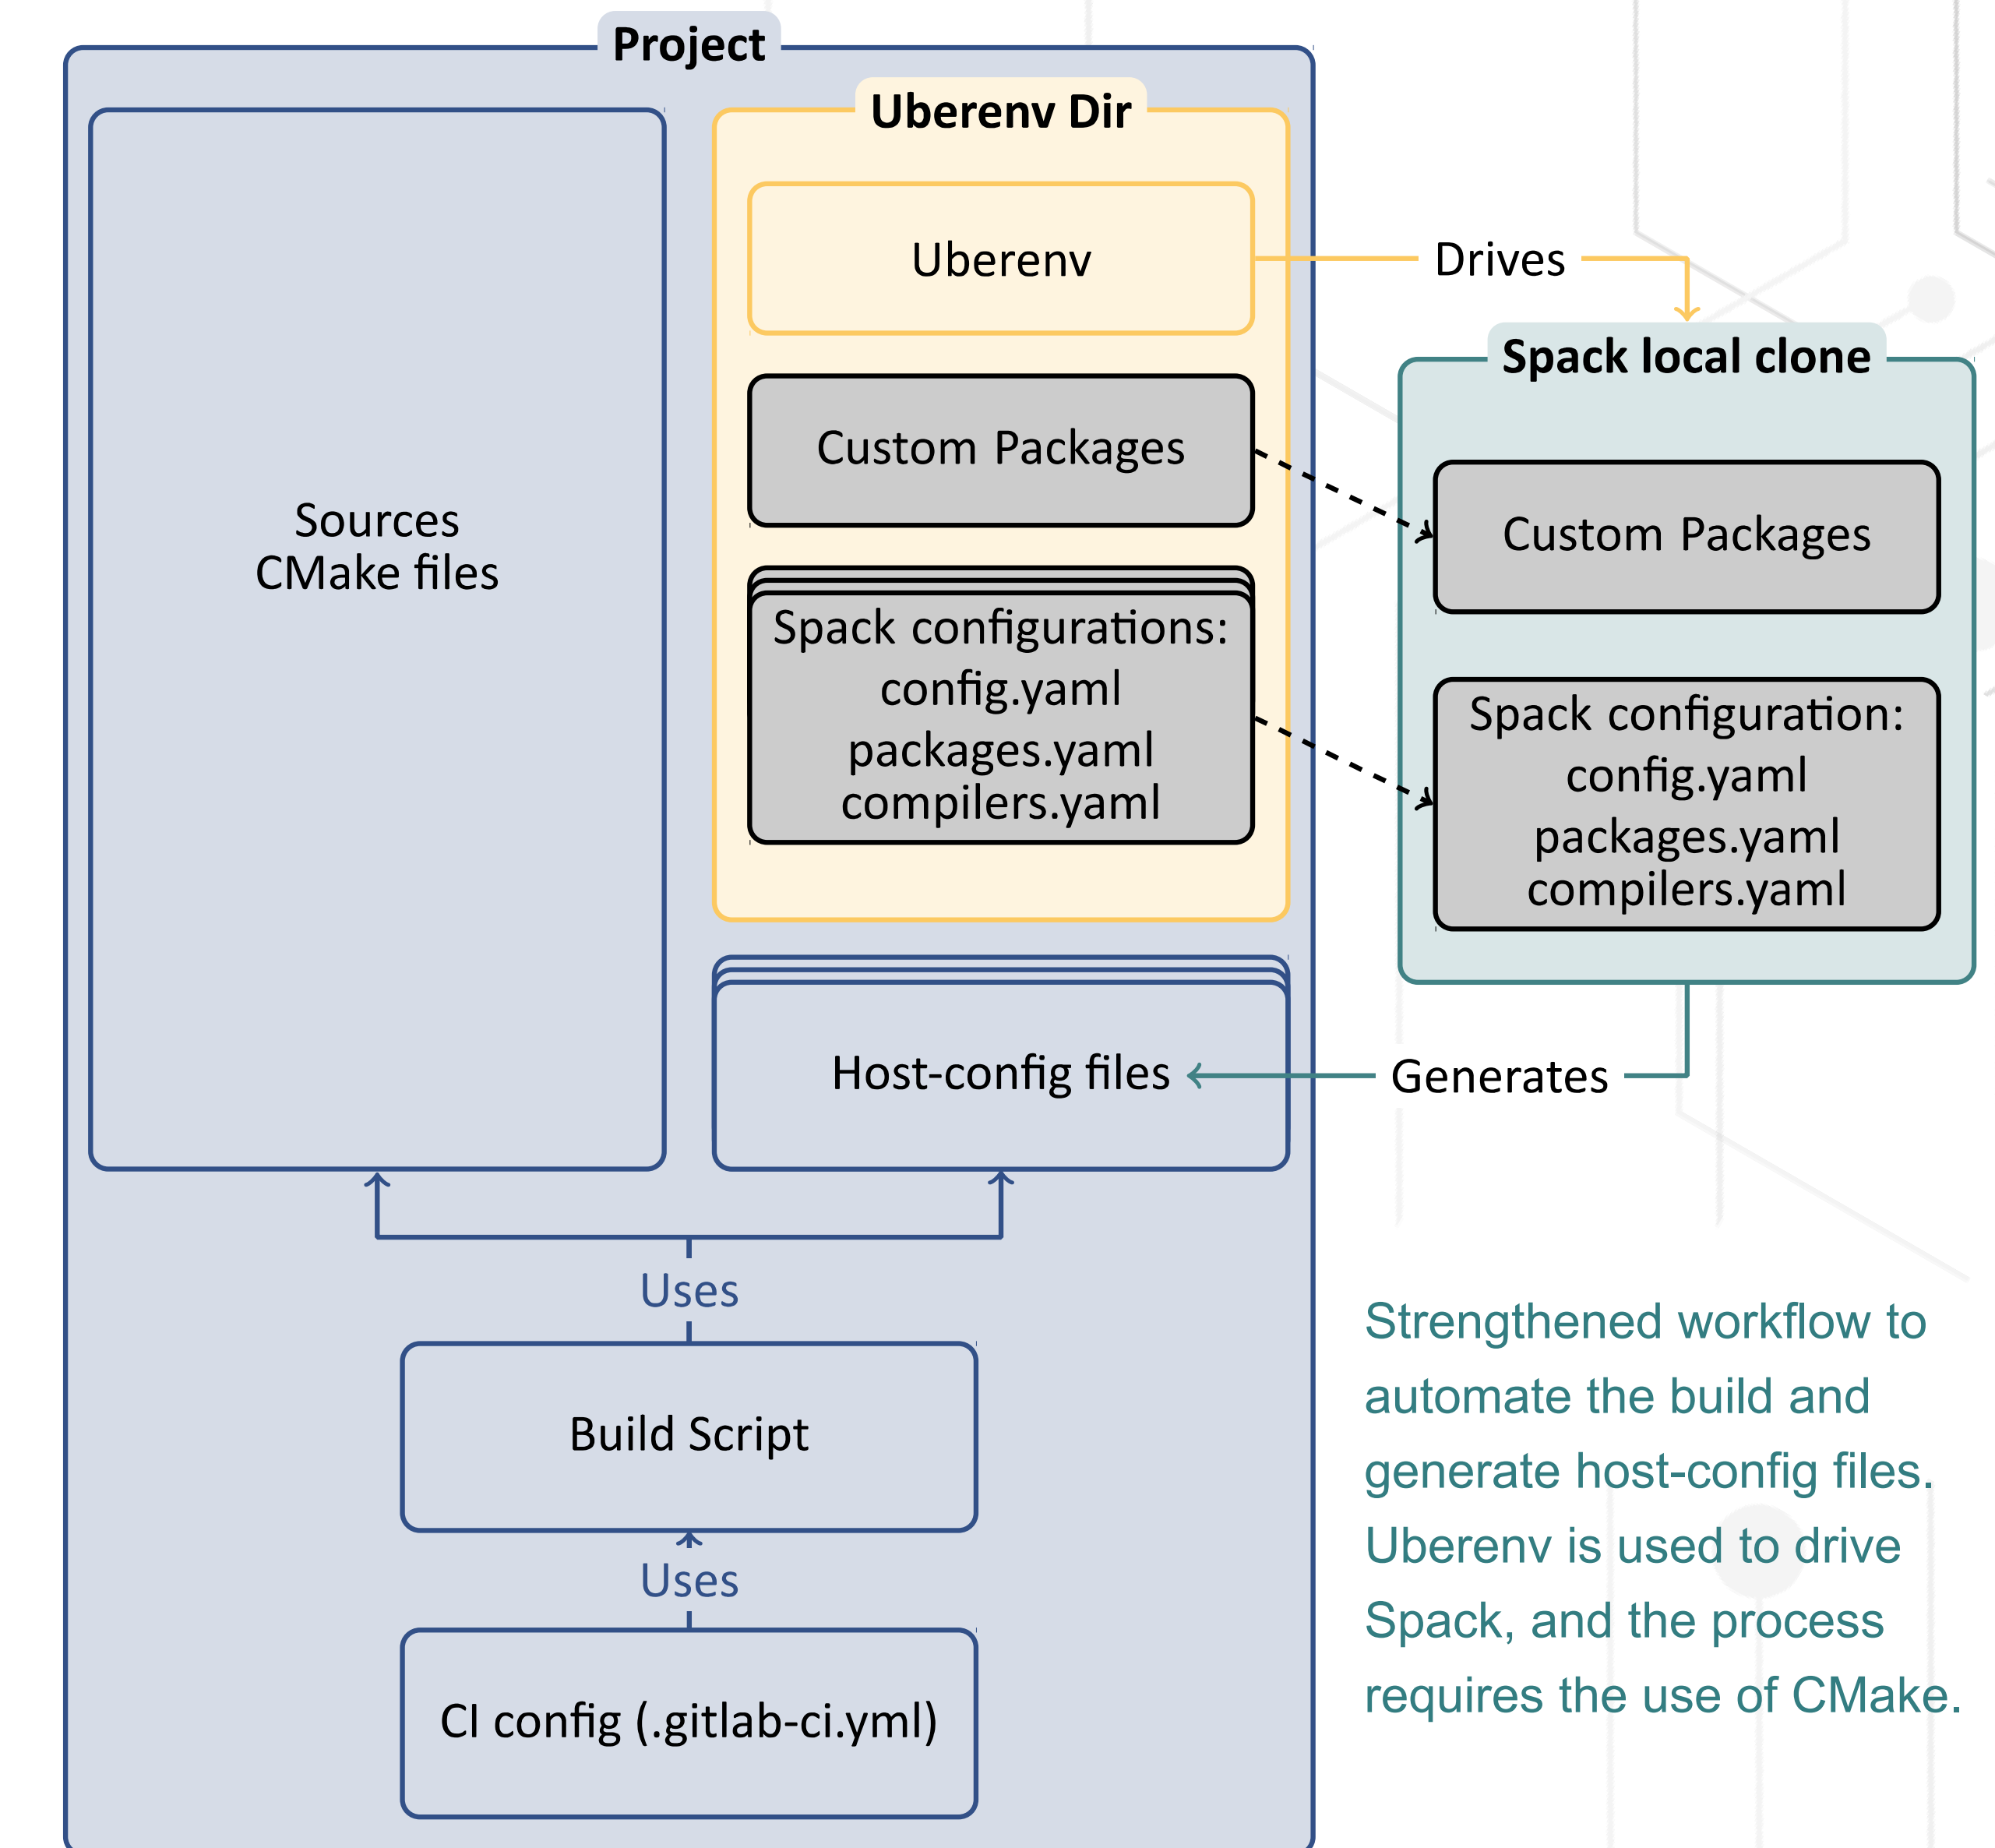 Project
Uberenv Dir
Uberenv
Drives
Spack local clone
Custom Packages
Custom Packages
Sources
CMake files
Spack configurations:
config.yaml
packages.yaml
compilers.yaml
Spack configuration:
config.yaml
packages.yaml
compilers.yaml
Host-config files
Generates
Uses
Build Script
Uses
CI config (.gitlab-ci.yml)
Strengthened workflow to
automate the build and
generate host-config files.
Uberenv is used to drive
Spack, and the process
requires the use of CMake.